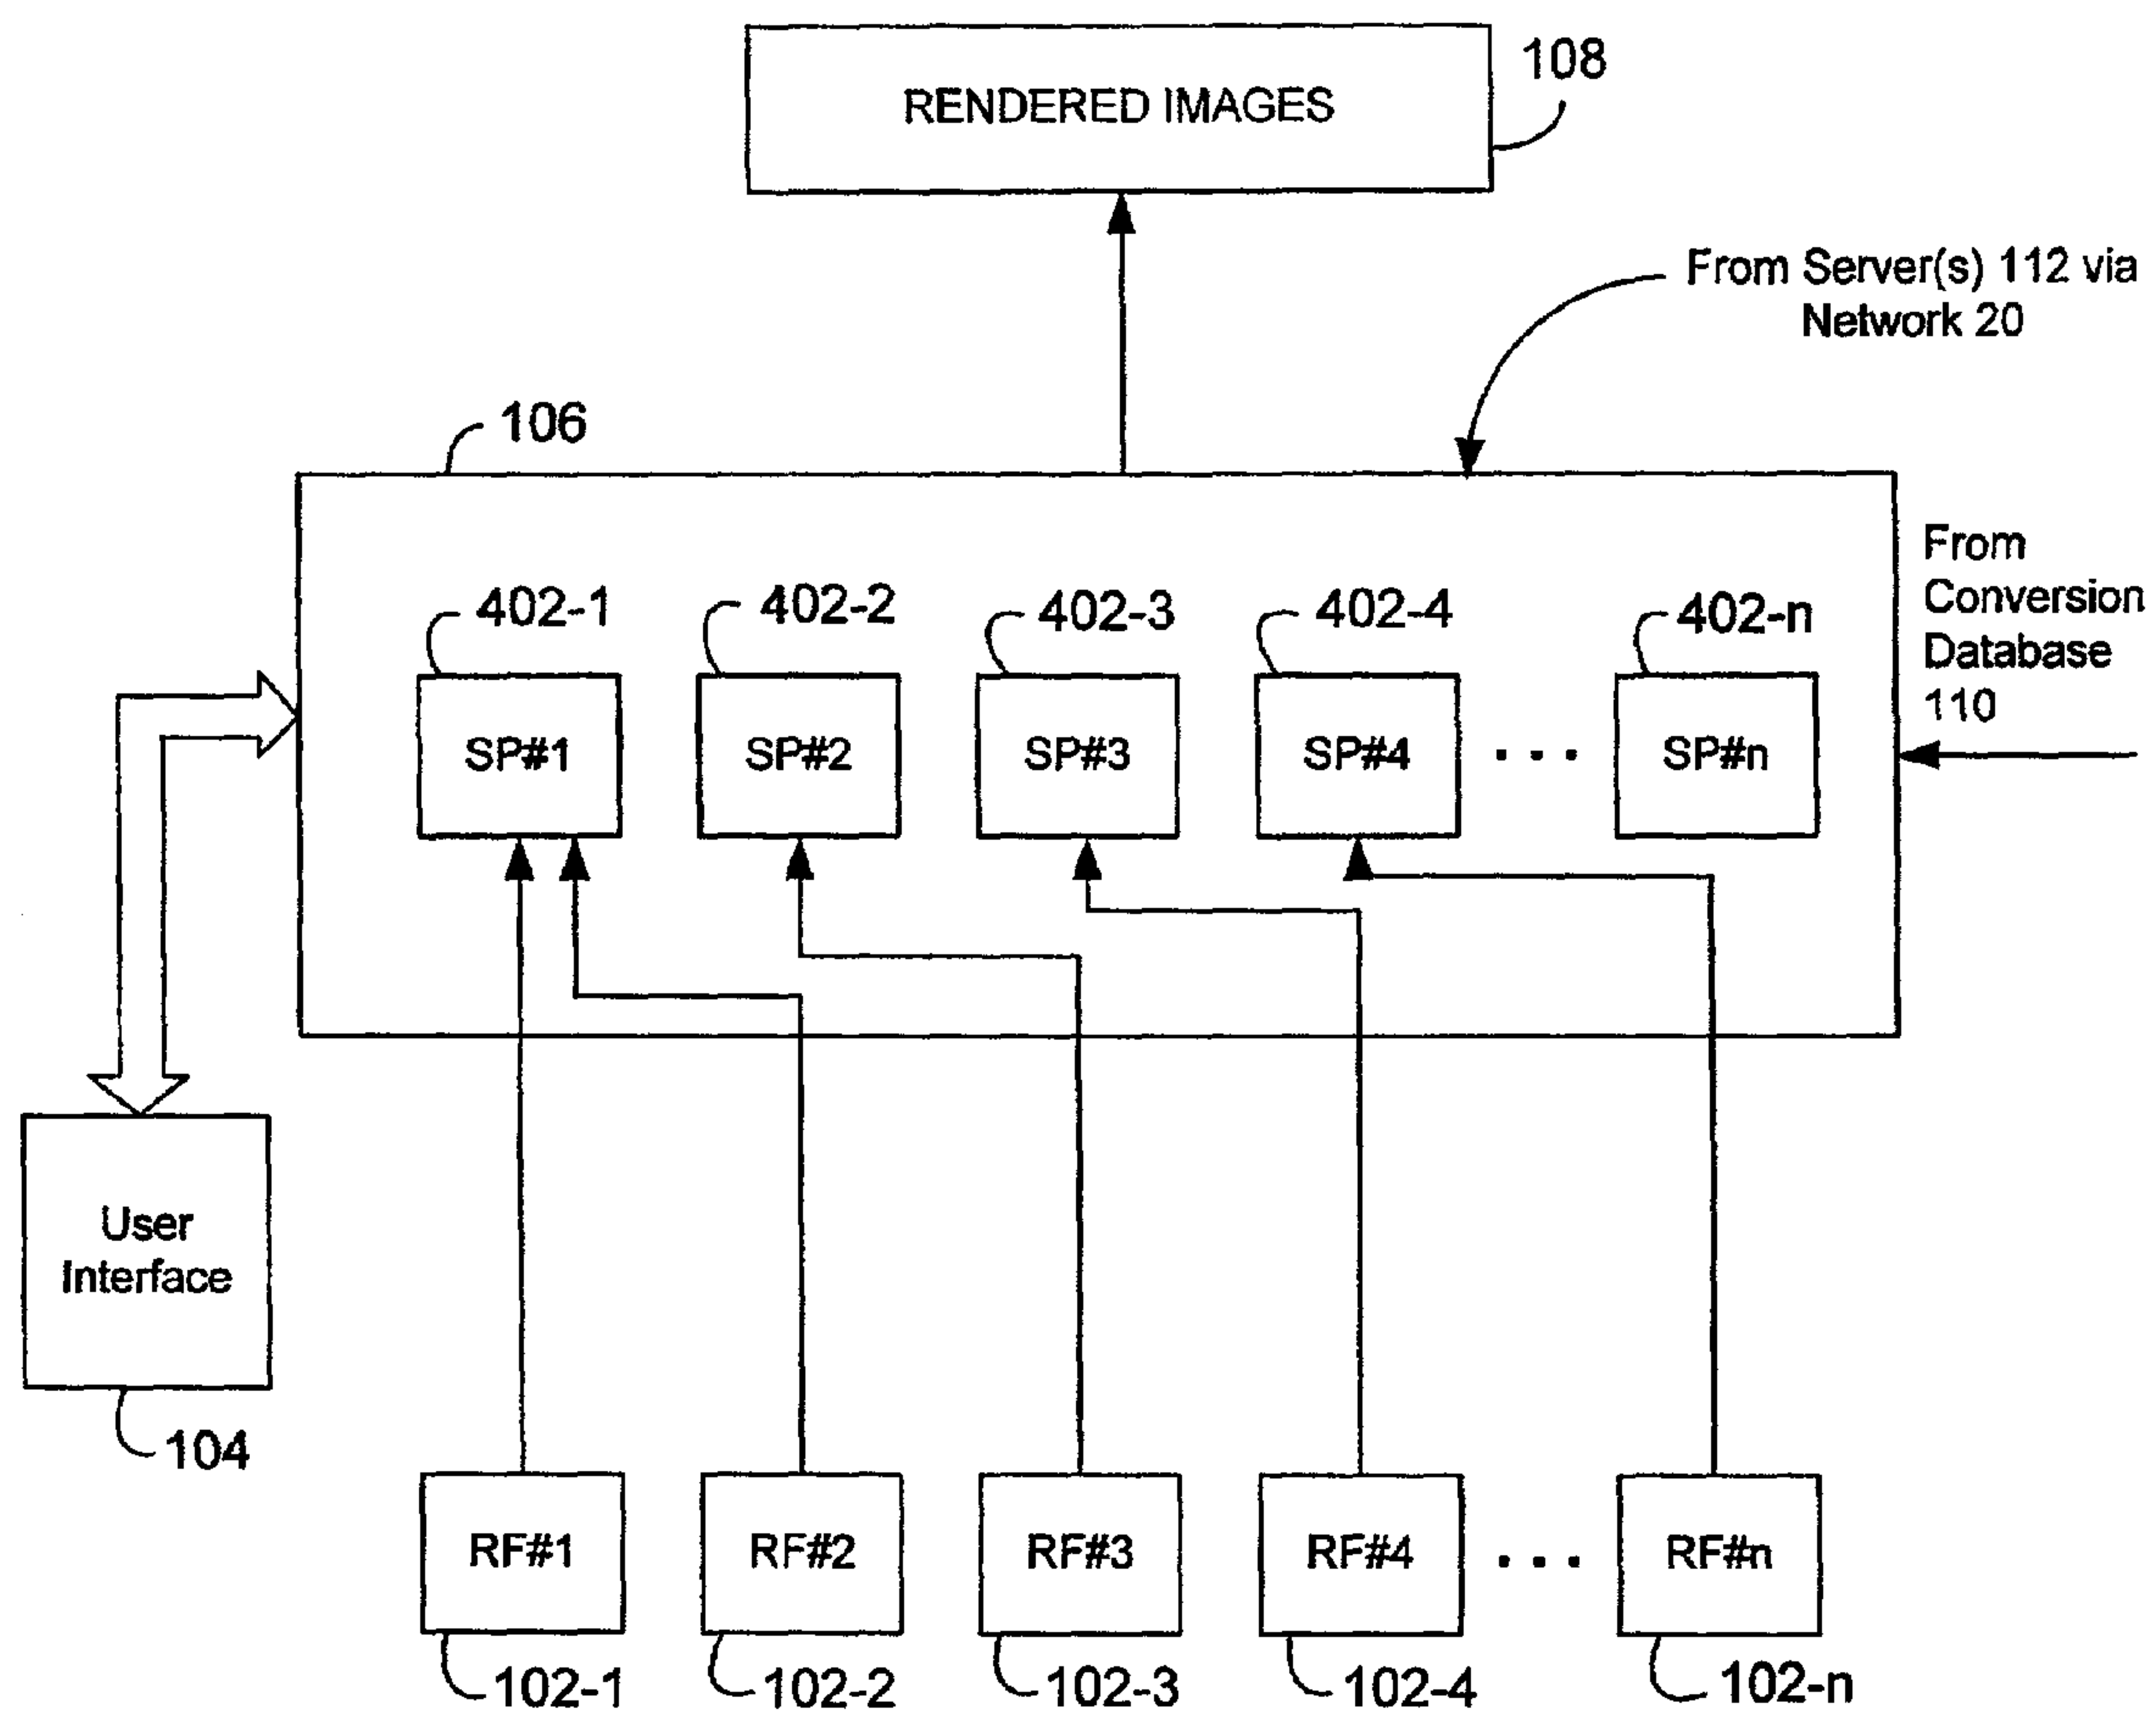 RENDERED IMAGES
108
From Server(s) 112 via
Network 20
106
From
Conversion
Database
110
402-1
402-2
402-3
402-4
402-n
SP#1
SP#2
SP#3
SP#4
...
SP#n
User
Interface
104
RF#1
RF#2
RF#3
RF#4
...
RF#n
102-1
102-2
102-3
102-4
102-n